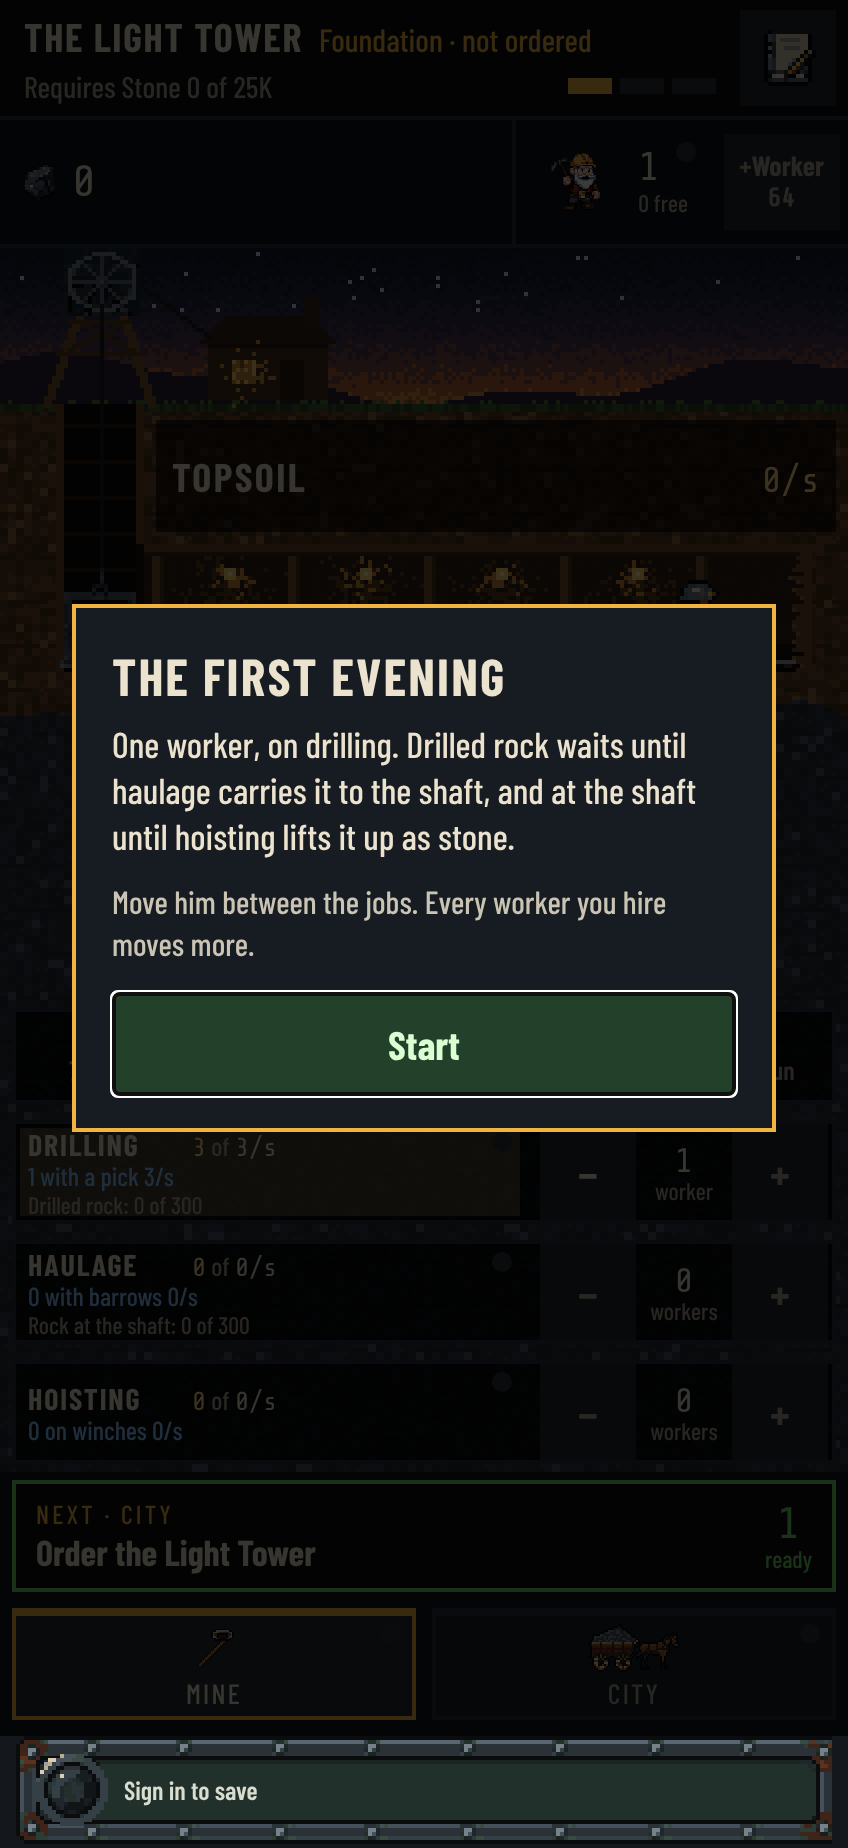 THE LIGHT TOWER Foundation · not ordered
Requires Stone 0 of 25K
0
1
0 free
+Worker
64
TOPSOIL 0/s
THE FIRST EVENING
One worker, on drilling. Drilled rock waits until
haulage carries it to the shaft, and at the shaft
until hoisting lifts it up as stone.
Move him between the jobs. Every worker you hire
moves more.
Start
DRILLING 3 of 3/s
1 with a pick 3/s
Drilled rock: 0 of 300
− 1 +
worker
HAULAGE 0 of 0/s
0 with barrows 0/s
Rock at the shaft: 0 of 300
− 0 +
workers
HOISTING 0 of 0/s
0 on winches 0/s
− 0 +
workers
NEXT · CITY
Order the Light Tower
1
ready
MINE
CITY
Sign in to save